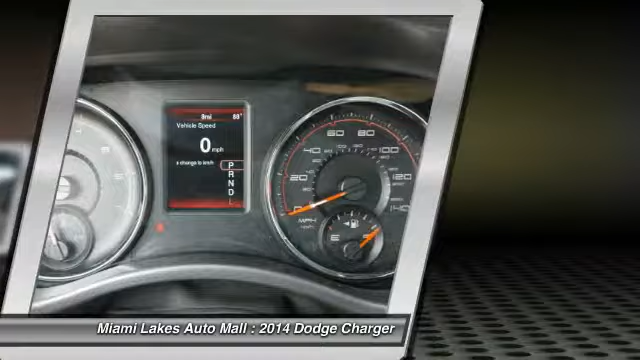 8mi 88°
Vehicle Speed
0 mph
P
R
N
D
L
20
40
60
80
100
120
140
MPH
E
F
Miami Lakes Auto Mall : 2014 Dodge Charger